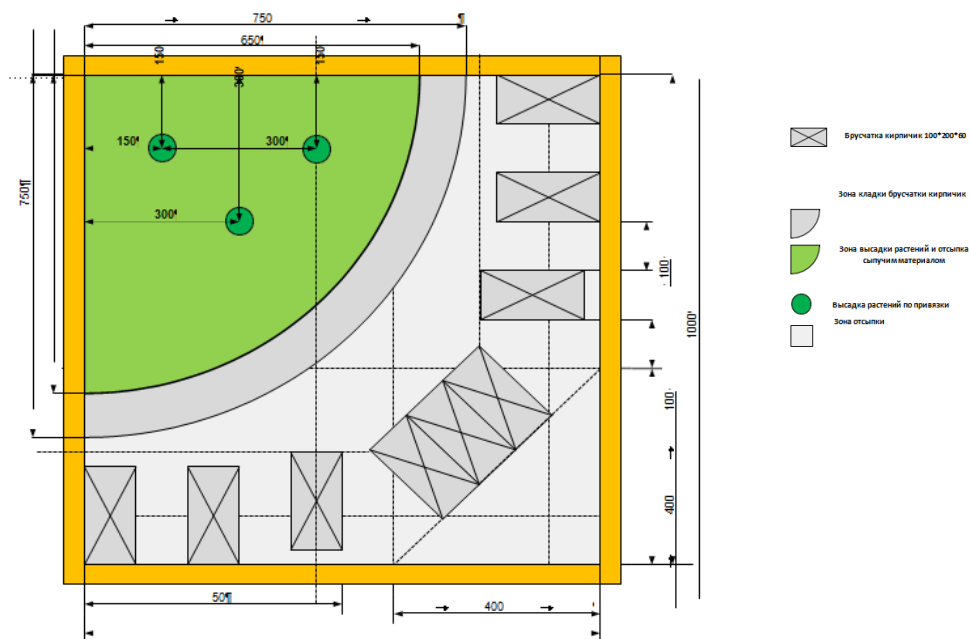 750 ¶
650¶
150
300
150
150¶
300¶
300¶
750¶
100
1000¶
100
400
50¶
400
Брусчатка кирпичик 100*200*60
Зона кладки брусчатки кирпичик
Зона высадки растений и отсыпка
сыпучим материалом
Высадка растений по привязки
Зона отсыпки